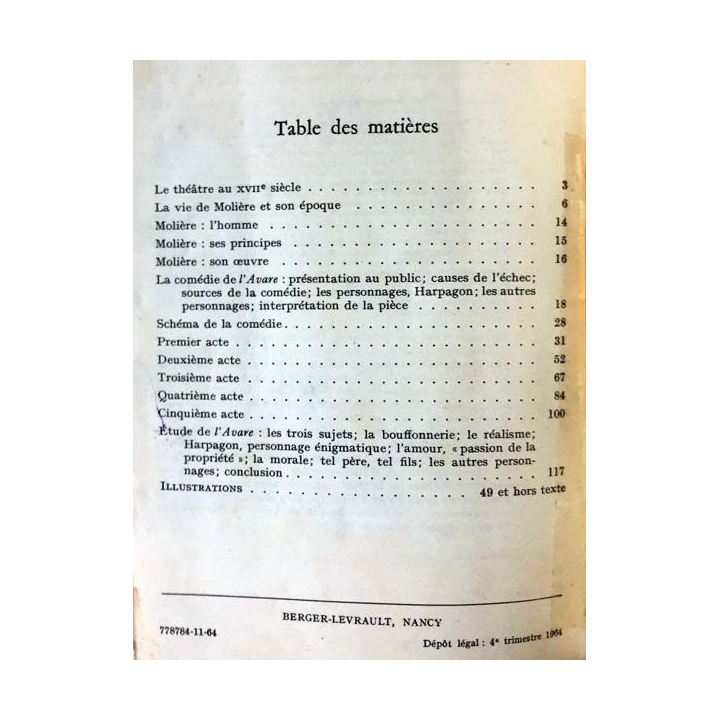 Table des matières
Le théâtre au XVIIe siècle . . . . . . . . . . . . . . . . . . 3
La vie de Molière et son époque . . . . . . . . . . . . . . 6
Molière : l'homme . . . . . . . . . . . . . . . . . . . . 14
Molière : ses principes . . . . . . . . . . . . . . . . . . 15
Molière : son œuvre . . . . . . . . . . . . . . . . . . . 16
La comédie de l'Avare : présentation au public; causes de l'échec;
sources de la comédie; les personnages, Harpagon; les autres
personnages; interprétation de la pièce . . . . . . . . . 18
Schéma de la comédie . . . . . . . . . . . . . . . . . . . 28
Premier acte . . . . . . . . . . . . . . . . . . . . . . . 31
Deuxième acte . . . . . . . . . . . . . . . . . . . . . . 52
Troisième acte . . . . . . . . . . . . . . . . . . . . . . 67
Quatrième acte . . . . . . . . . . . . . . . . . . . . . . 84
Cinquième acte . . . . . . . . . . . . . . . . . . . . . . 100
Étude de l'Avare : les trois sujets; la bouffonnerie; le réalisme;
Harpagon, personnage énigmatique; l'amour, « passion de la
propriété »; la morale; tel père, tel fils; les autres person-
nages; conclusion . . . . . . . . . . . . . . . . . . . . 117
ILLUSTRATIONS . . . . . . . . . . . . . . . . 49 et hors texte
BERGER-LEVRAULT, NANCY
778784-11-64
Dépôt légal : 4e trimestre 1964